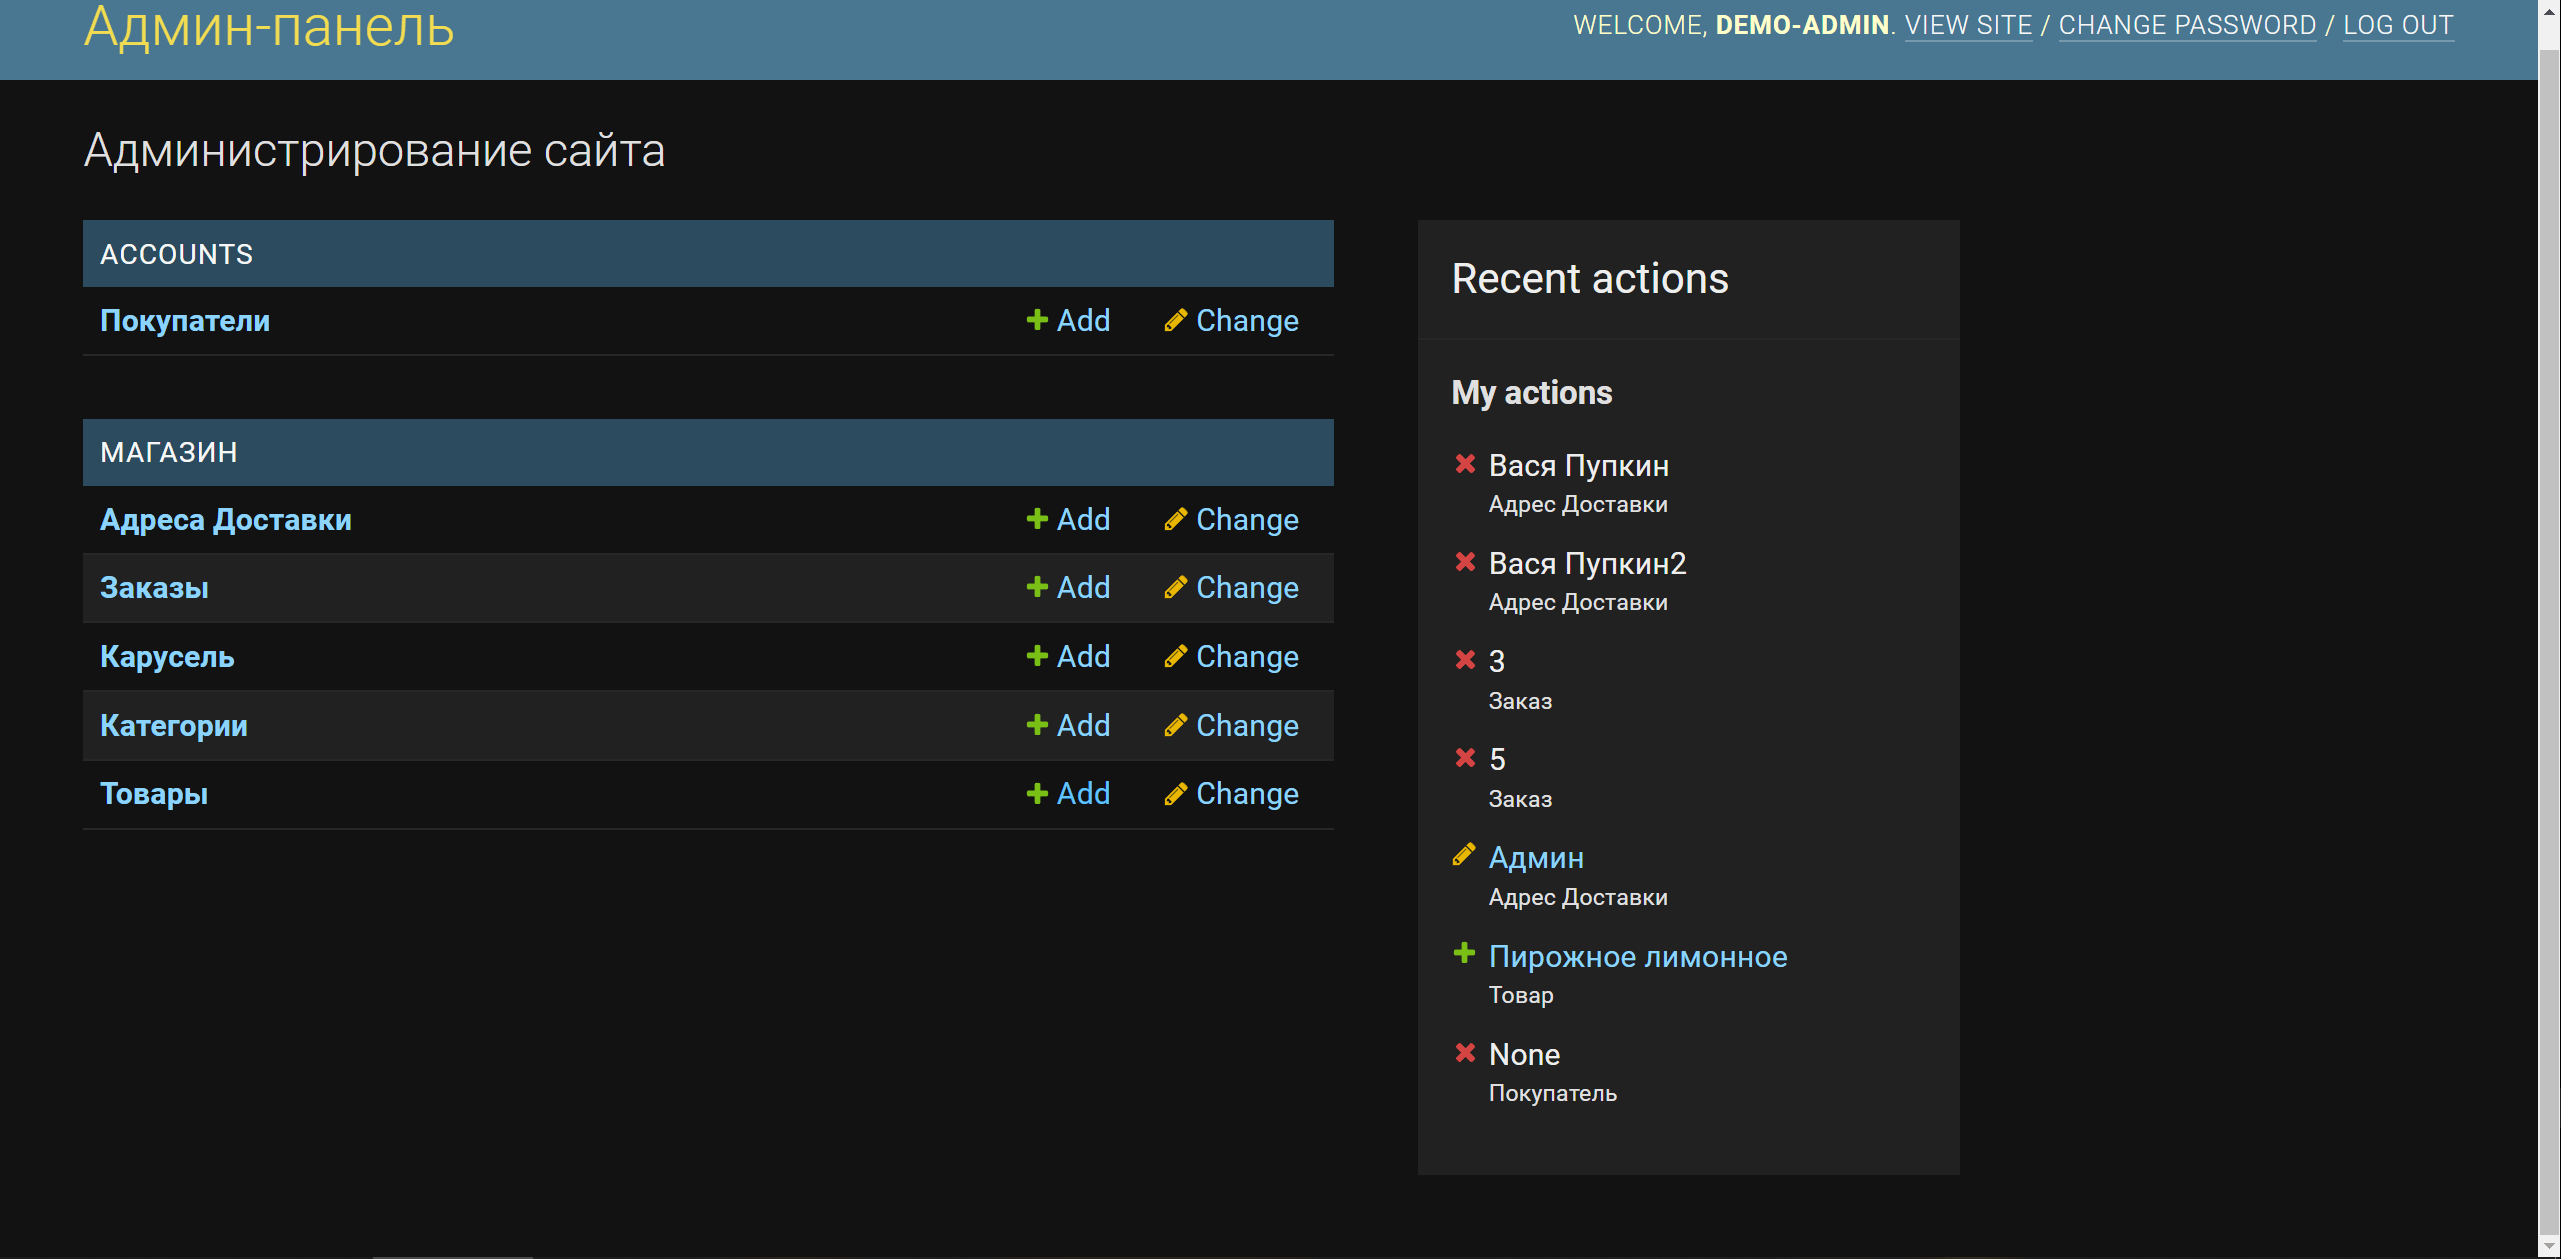 Админ-панель
WELCOME, DEMO-ADMIN. VIEW SITE / CHANGE PASSWORD / LOG OUT
Администрирование сайта
ACCOUNTS
Покупатели Add Change
МАГАЗИН
Адреса Доставки Add Change
Заказы Add Change
Карусель Add Change
Категории Add Change
Товары Add Change
Recent actions
My actions
Вася Пупкин
Адрес Доставки
Вася Пупкин2
Адрес Доставки
3
Заказ
5
Заказ
Админ
Адрес Доставки
Пирожное лимонное
Товар
None
Покупатель